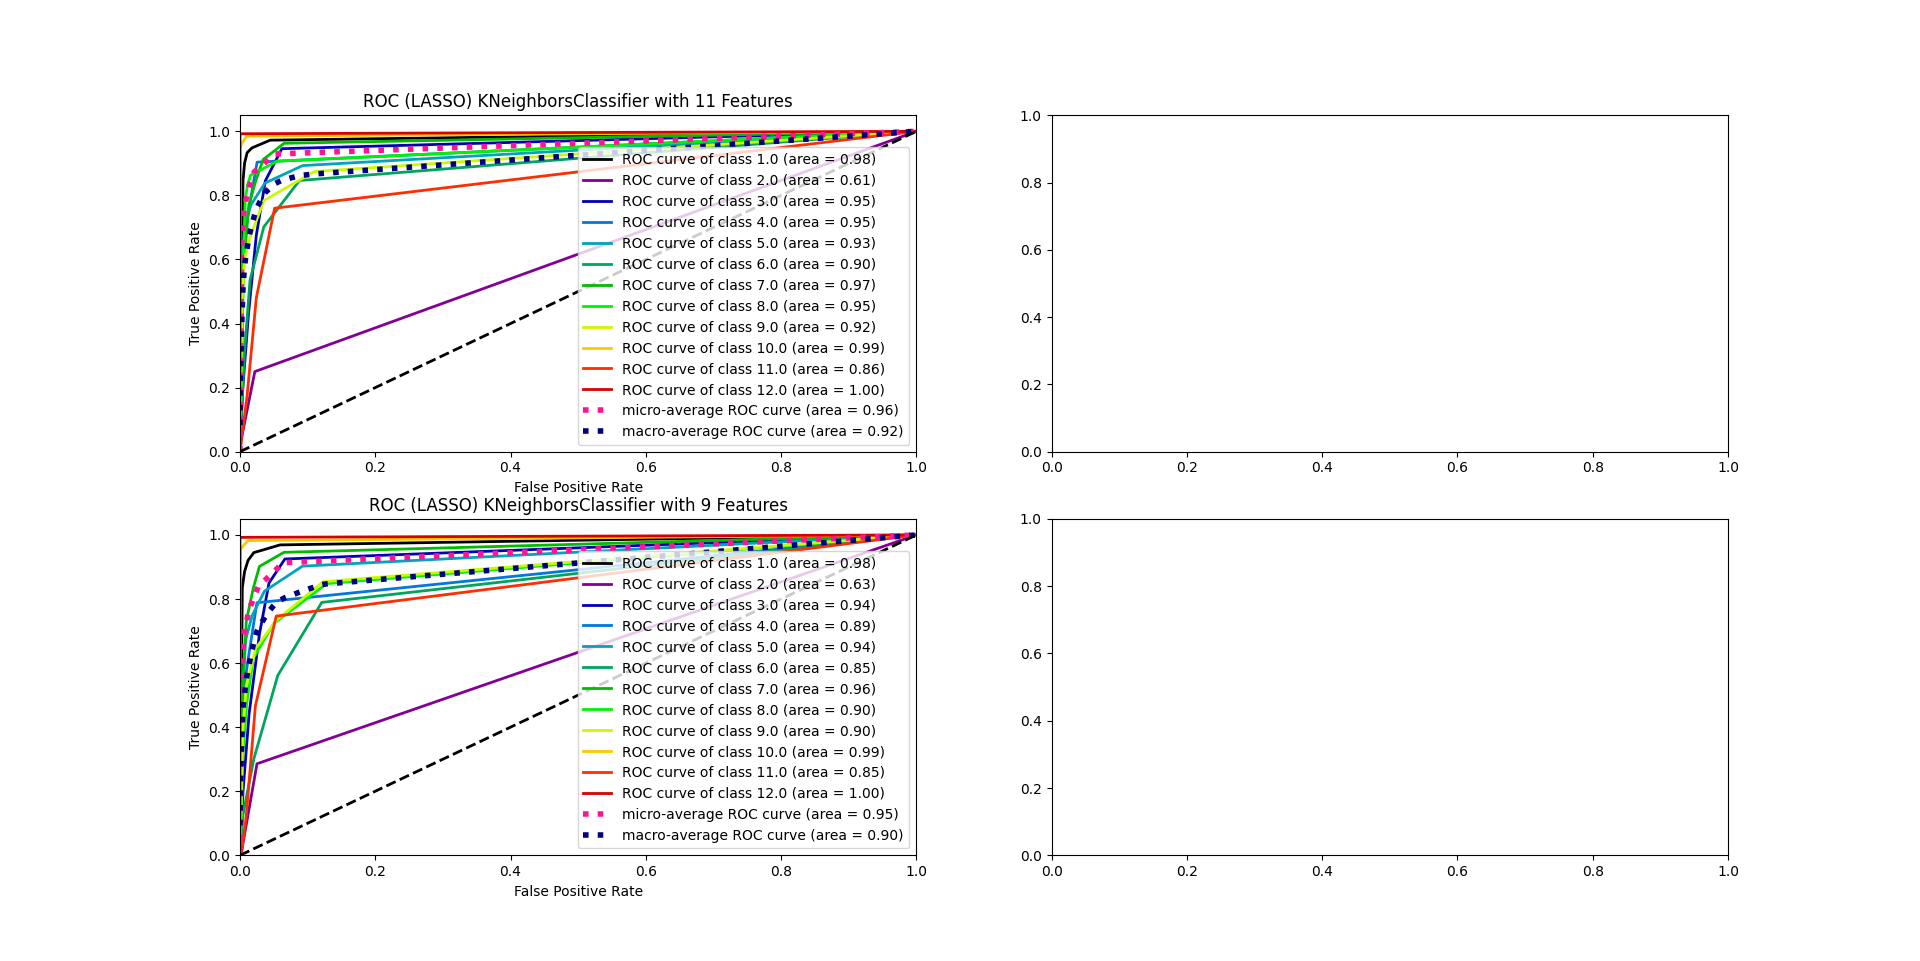 ROC (LASSO) KNeighborsClassifier with 11 Features
True Positive Rate
1.0
0.8
0.6
0.4
0.2
0.0
ROC curve of class 1.0 (area = 0.98)
ROC curve of class 2.0 (area = 0.61)
ROC curve of class 3.0 (area = 0.95)
ROC curve of class 4.0 (area = 0.95)
ROC curve of class 5.0 (area = 0.93)
ROC curve of class 6.0 (area = 0.90)
ROC curve of class 7.0 (area = 0.97)
ROC curve of class 8.0 (area = 0.95)
ROC curve of class 9.0 (area = 0.92)
ROC curve of class 10.0 (area = 0.99)
ROC curve of class 11.0 (area = 0.86)
ROC curve of class 12.0 (area = 1.00)
micro-average ROC curve (area = 0.96)
macro-average ROC curve (area = 0.92)
0.0 0.2 0.4 0.6 0.8 1.0
False Positive Rate
1.0
0.8
0.6
0.4
0.2
0.0
0.0 0.2 0.4 0.6 0.8 1.0
ROC (LASSO) KNeighborsClassifier with 9 Features
True Positive Rate
1.0
0.8
0.6
0.4
0.2
0.0
ROC curve of class 1.0 (area = 0.98)
ROC curve of class 2.0 (area = 0.63)
ROC curve of class 3.0 (area = 0.94)
ROC curve of class 4.0 (area = 0.89)
ROC curve of class 5.0 (area = 0.94)
ROC curve of class 6.0 (area = 0.85)
ROC curve of class 7.0 (area = 0.96)
ROC curve of class 8.0 (area = 0.90)
ROC curve of class 9.0 (area = 0.90)
ROC curve of class 10.0 (area = 0.99)
ROC curve of class 11.0 (area = 0.85)
ROC curve of class 12.0 (area = 1.00)
micro-average ROC curve (area = 0.95)
macro-average ROC curve (area = 0.90)
0.0 0.2 0.4 0.6 0.8 1.0
False Positive Rate
1.0
0.8
0.6
0.4
0.2
0.0
0.0 0.2 0.4 0.6 0.8 1.0